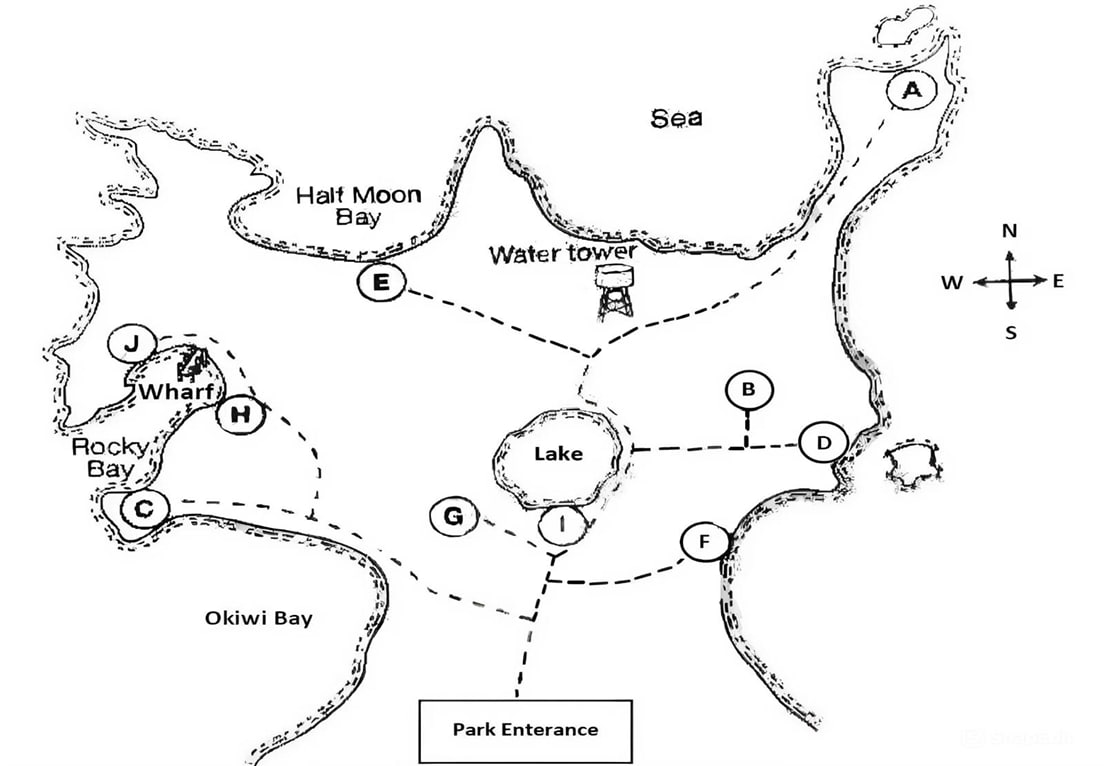 A
Sea
Half Moon
Bay
Water tower
N
W
E
S
E
J
Wharf
B
H
D
Rocky
Bay
Lake
C
G
I
F
Okiwi Bay
Park Enterance